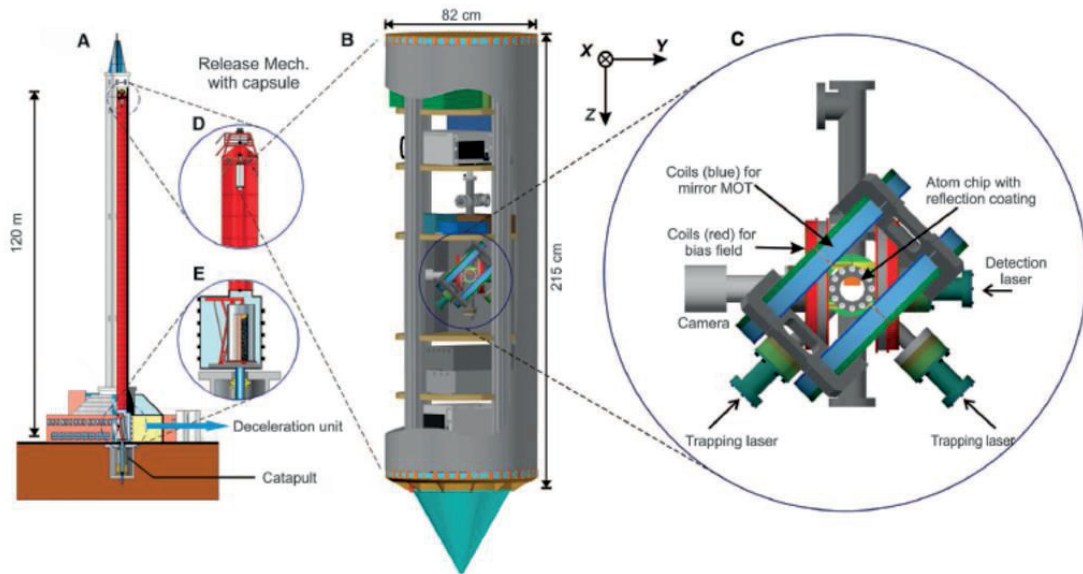 A
Release Mech.
with capsule
D
120 m
E
Deceleration unit
Catapult
B
82 cm
215 cm
X
Y
Z
C
Coils (blue) for
mirror MOT
Atom chip with
reflection coating
Coils (red) for
bias field
Detection
laser
Camera
Trapping laser
Trapping laser